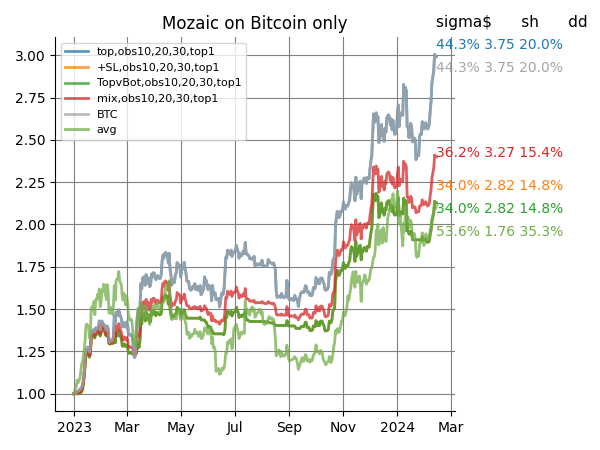 Mozaic on Bitcoin only
sigma$ sh dd
top,obs10,20,30,top1
+SL,obs10,20,30,top1
TopvBot,obs10,20,30,top1
mix,obs10,20,30,top1
BTC
avg
44.3% 3.75 20.0%
44.3% 3.75 20.0%
36.2% 3.27 15.4%
34.0% 2.82 14.8%
34.0% 2.82 14.8%
53.6% 1.76 35.3%
3.00
2.75
2.50
2.25
2.00
1.75
1.50
1.25
1.00
2023 Mar May Jul Sep Nov 2024 Mar